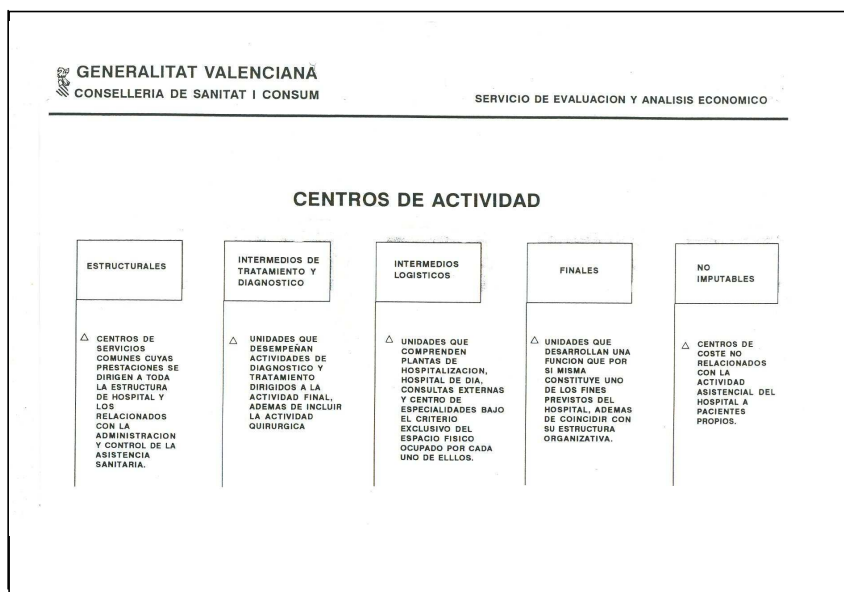 GENERALITAT VALENCIANA
CONSELLERIA DE SANITAT I CONSUM
SERVICIO DE EVALUACION Y ANALISIS ECONOMICO
CENTROS DE ACTIVIDAD
ESTRUCTURALES
INTERMEDIOS DE
TRATAMIENTO Y
DIAGNOSTICO
INTERMEDIOS
LOGISTICOS
FINALES
NO
IMPUTABLES
△ CENTROS DE
SERVICIOS
COMUNES CUYAS
PRESTACIONES SE
DIRIGEN A TODA
LA ESTRUCTURA
DE HOSPITAL Y
LOS
RELACIONADOS
CON LA
ADMINISTRACION
Y CONTROL DE LA
ASISTENCIA
SANITARIA.
△ UNIDADES QUE
DESEMPEÑAN
ACTIVIDADES DE
DIAGNOSTICO Y
TRATAMIENTO
DIRIGIDOS A LA
ACTIVIDAD FINAL,
ADEMAS DE INCLUIR
LA ACTIVIDAD
QUIRURGICA
△ UNIDADES QUE
COMPRENDEN
PLANTAS DE
HOSPITALIZACION,
HOSPITAL DE DIA,
CONSULTAS EXTERNAS
Y CENTRO DE
ESPECIALIDADES BAJO
EL CRITERIO
EXCLUSIVO DEL
ESPACIO FISICO
OCUPADO POR CADA
UNO DE ELLLOS.
△ UNIDADES QUE
DESARROLLAN UNA
FUNCION QUE POR
SI MISMA
CONSTITUYE UNO
DE LOS FINES
PREVISTOS DEL
HOSPITAL, ADEMAS
DE COINCIDIR CON
SU ESTRUCTURA
ORGANIZATIVA.
△ CENTROS DE
COSTE NO
RELACIONADOS
CON LA
ACTIVIDAD
ASISTENCIAL DEL
HOSPITAL A
PACIENTES
PROPIOS.